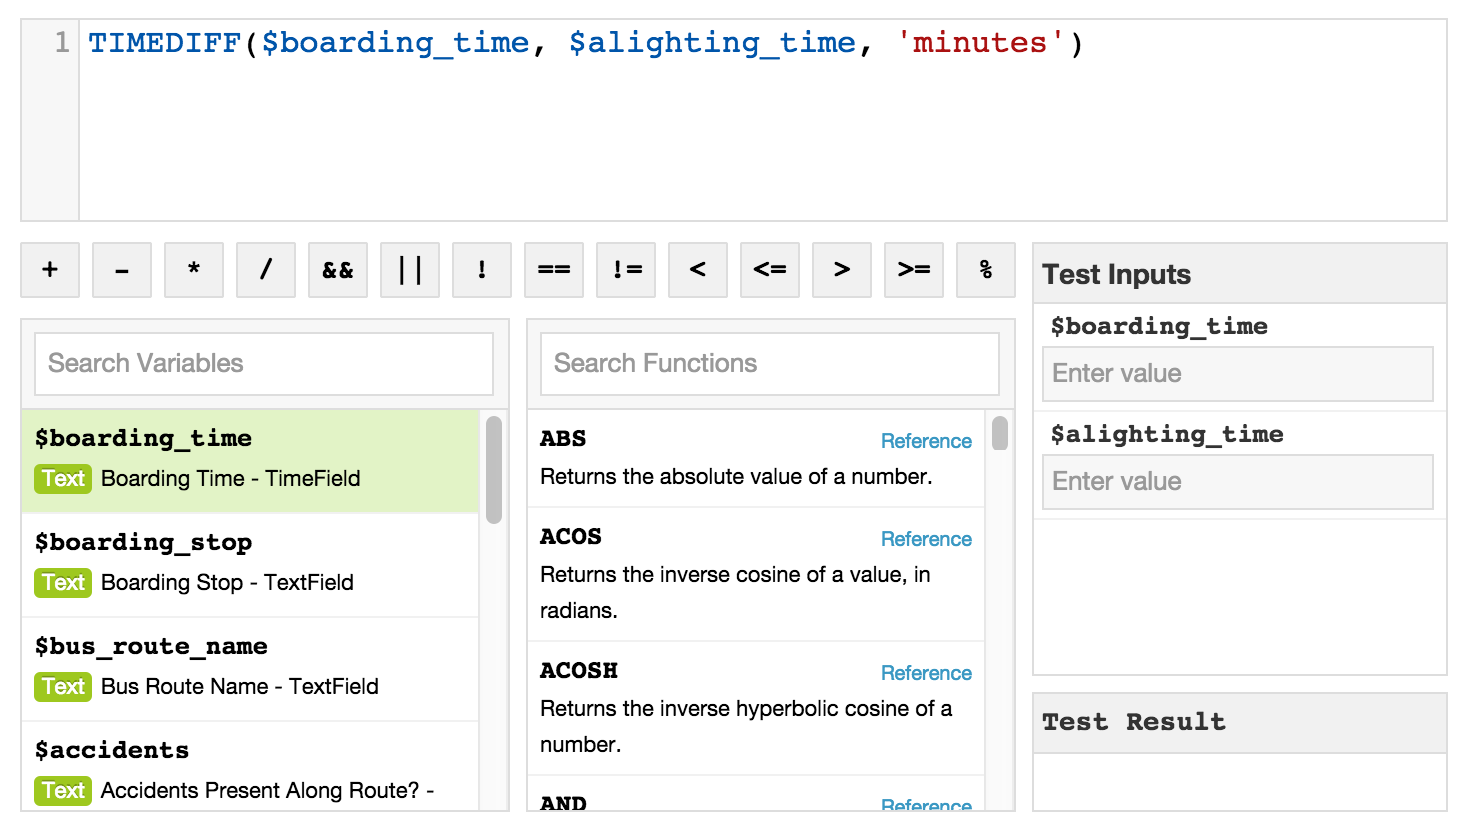 1 TIMEDIFF($boarding_time, $alighting_time, 'minutes')
+ - * / && || ! == != < <= > >= %
Search Variables
$boarding_time
Text Boarding Time - TimeField
$boarding_stop
Text Boarding Stop - TextField
$bus_route_name
Text Bus Route Name - TextField
$accidents
Text Accidents Present Along Route? -
Search Functions
ABS Reference
Returns the absolute value of a number.
ACOS Reference
Returns the inverse cosine of a value, in
radians.
ACOSH Reference
Returns the inverse hyperbolic cosine of a
number.
AND Reference
Test Inputs
$boarding_time
Enter value
$alighting_time
Enter value
Test Result